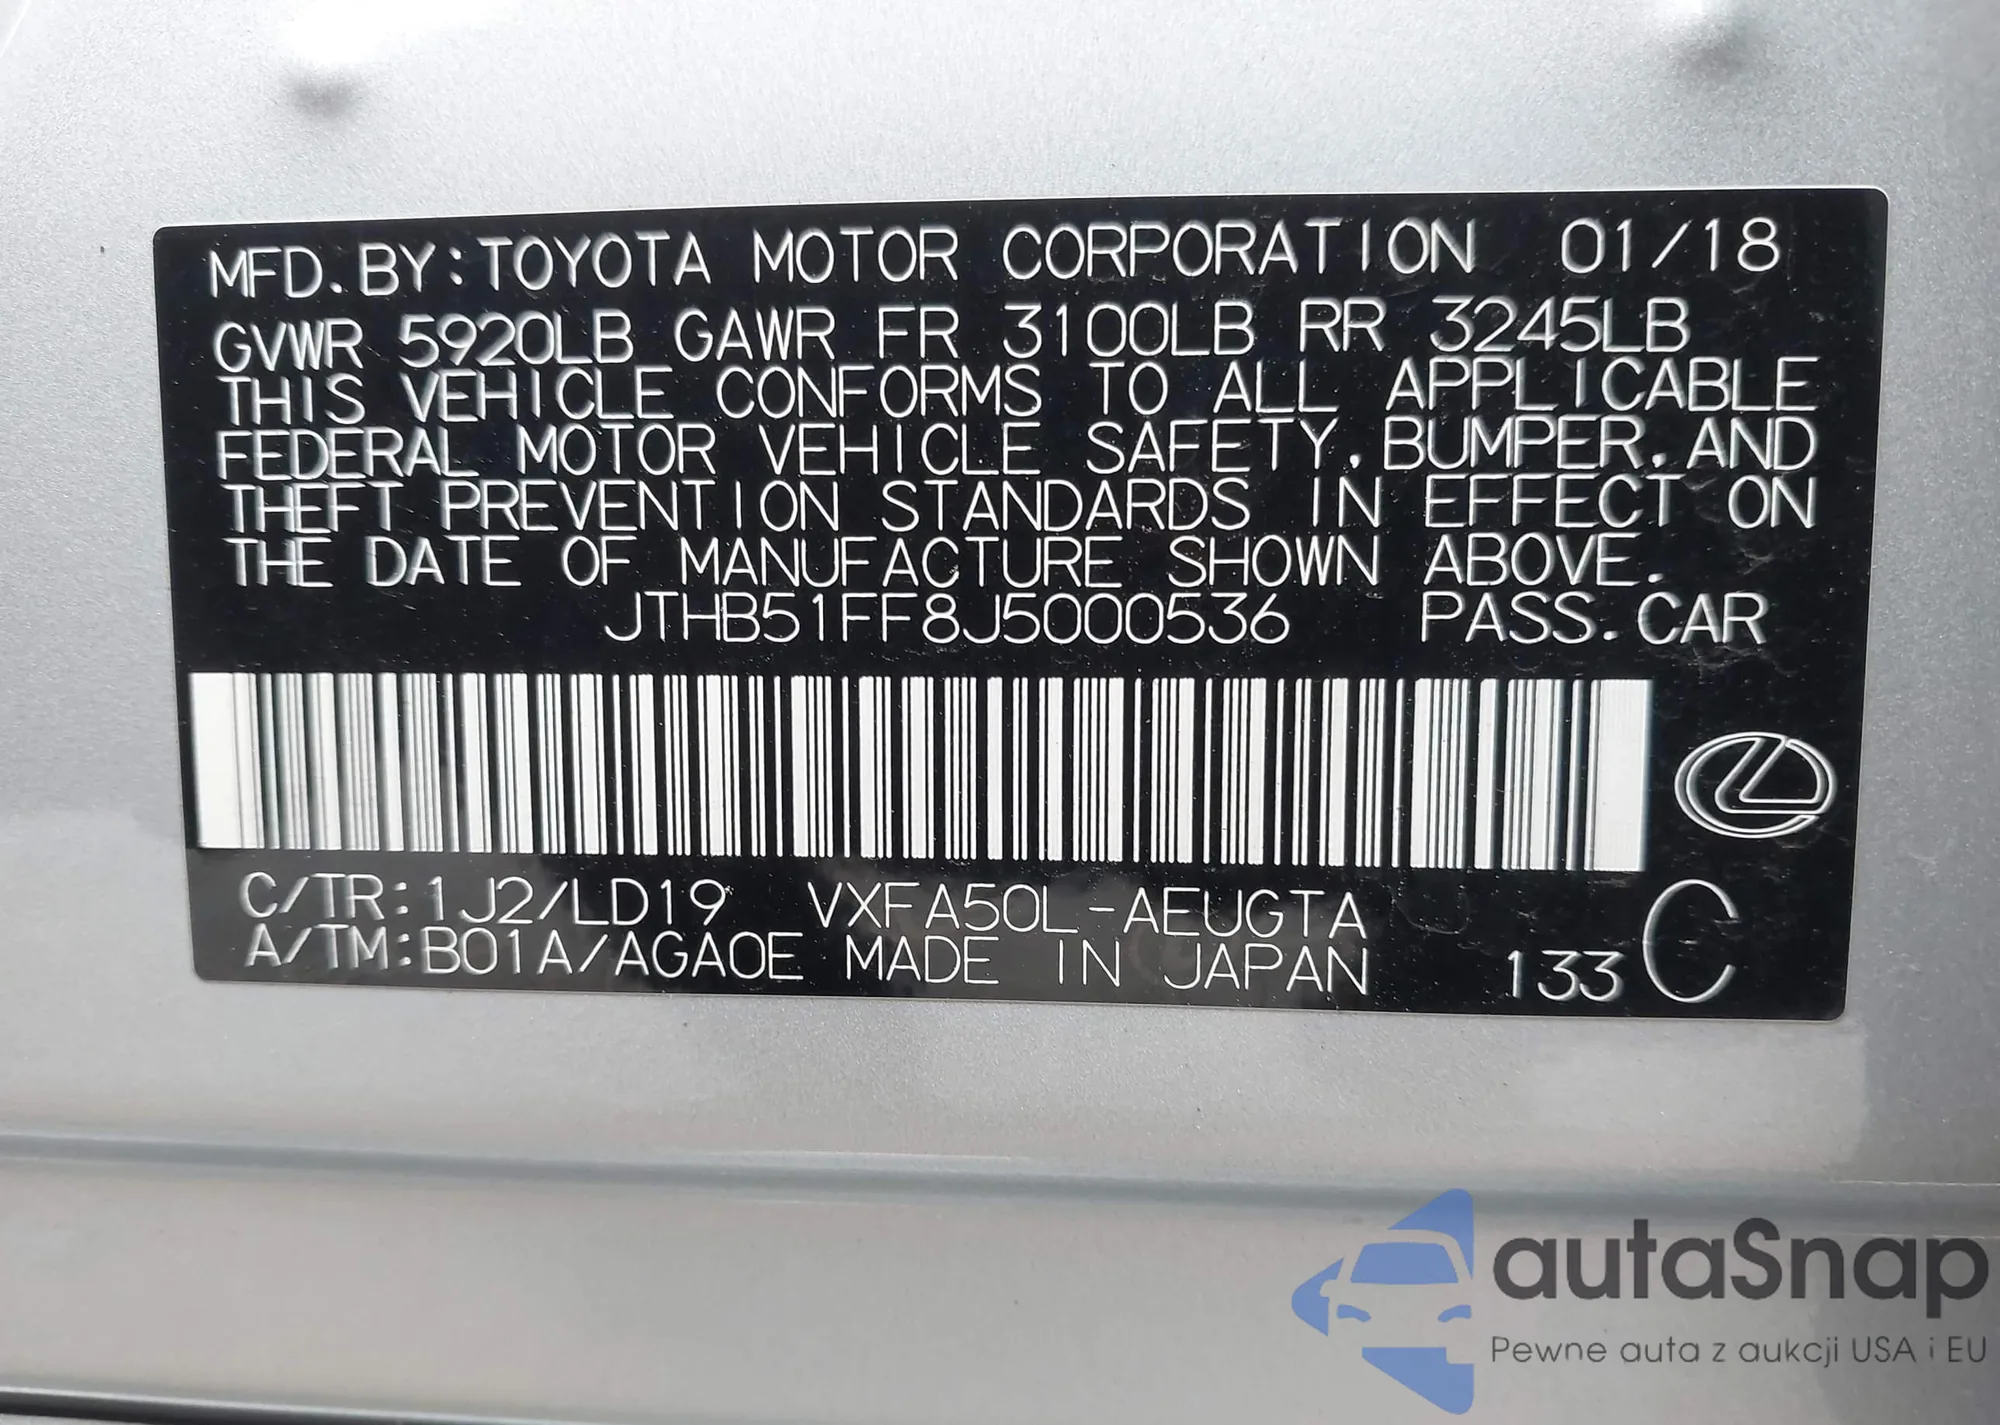 MFD. BY: TOYOTA MOTOR CORPORATION 01/18
GVWR 5920LB GAWR FR 3100LB RR 3245LB
THIS VEHICLE CONFORMS TO ALL APPLICABLE
FEDERAL MOTOR VEHICLE SAFETY, BUMPER, AND
THEFT PREVENTION STANDARDS IN EFFECT ON
THE DATE OF MANUFACTURE SHOWN ABOVE.
JTHB51FF8J5000536 PASS. CAR
C/TR: 1J2/LD19 VXFA50L-AEUGTA
A/TM: B01A/AGA0E MADE IN JAPAN 133 C
autaSnap
Pewne auta z aukcji USA i EU